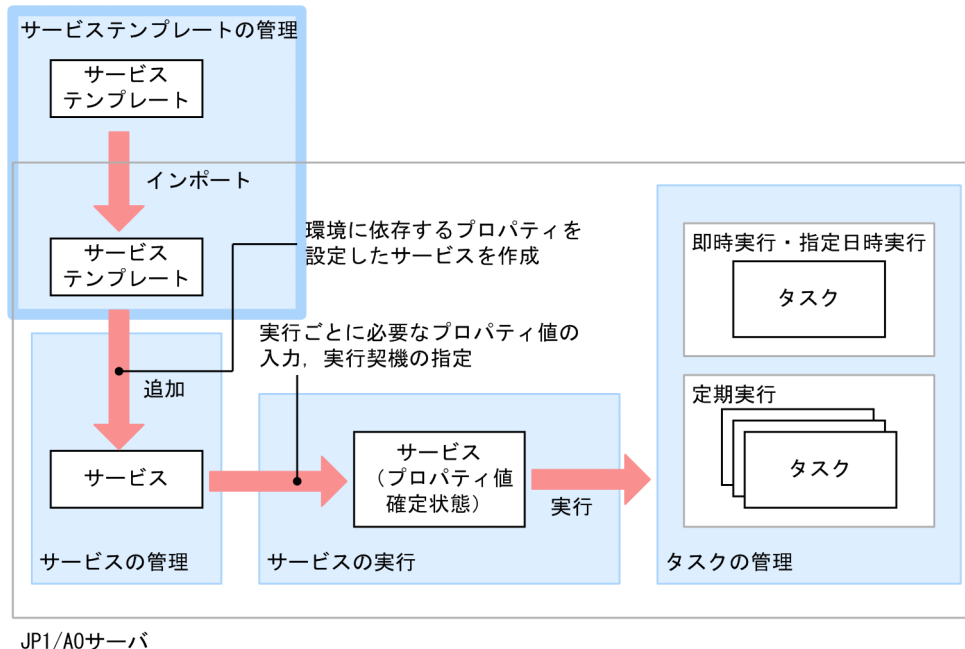 サービステンプレートの管理
サービス
テンプレート
インポート
サービス
テンプレート
環境に依存するプロパティを
設定したサービスを作成
実行ごとに必要なプロパティ値の
入力，実行契機の指定
追加
サービス
サービスの管理
サービス
（プロパティ値
確定状態）
サービスの実行
実行
即時実行・指定日時実行
タスク
定期実行
タスク
タスクの管理
JP1/AOサーバ